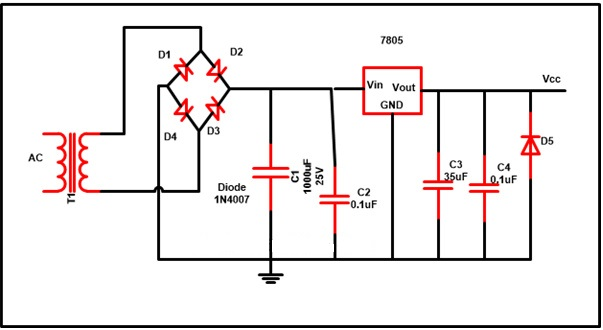 7805
D1
D2
Vcc
Vin
Vout
GND
D4
D3
D5
AC
T1
Diode
1N4007
C1
1000uF
25V
C2
0.1uF
C3
35uF
C4
0.1uF